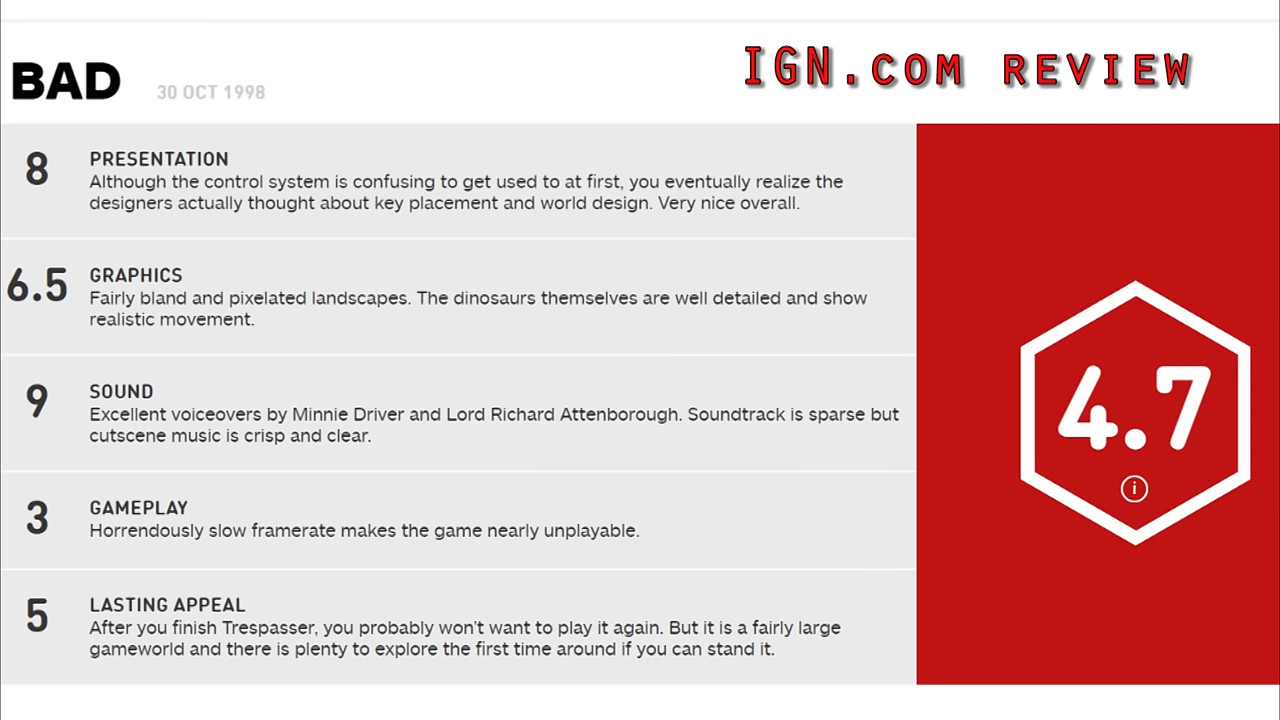 BAD
30 OCT 1998
IGN.com REVIEW
8
PRESENTATION
Although the control system is confusing to get used to at first, you eventually realize the
designers actually thought about key placement and world design. Very nice overall.
6.5
GRAPHICS
Fairly bland and pixelated landscapes. The dinosaurs themselves are well detailed and show
realistic movement.
9
SOUND
Excellent voiceovers by Minnie Driver and Lord Richard Attenborough. Soundtrack is sparse but
cutscene music is crisp and clear.
3
GAMEPLAY
Horrendously slow framerate makes the game nearly unplayable.
5
LASTING APPEAL
After you finish Trespasser, you probably won't want to play it again. But it is a fairly large
gameworld and there is plenty to explore the first time around if you can stand it.
4.7
i